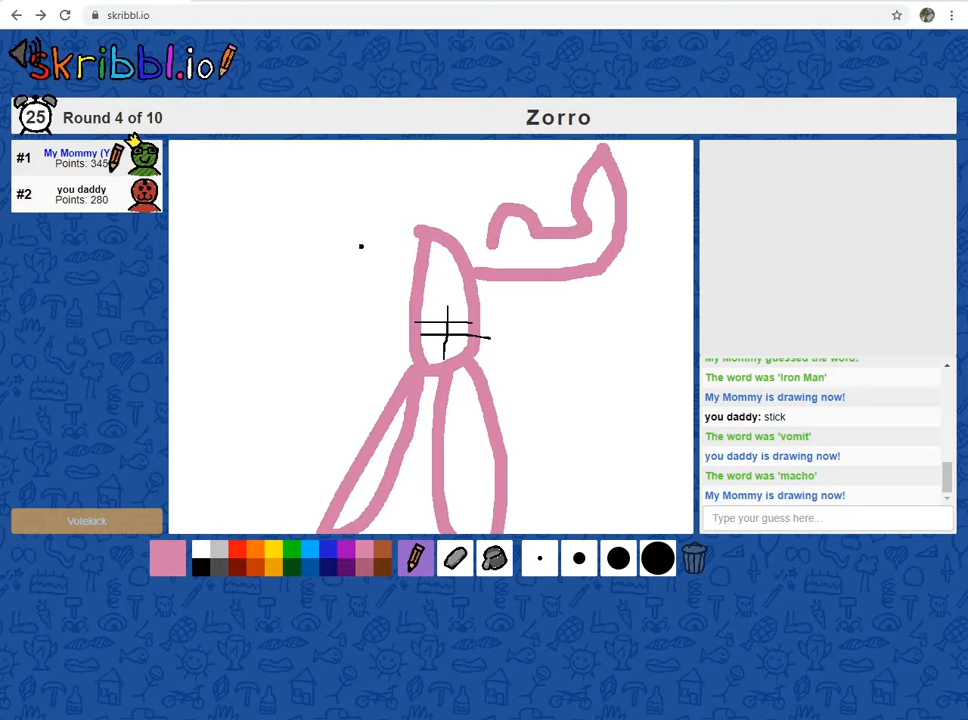 skribbl.io
skribbl.io
25
Round 4 of 10
Zorro
#1
My Mommy (Y
Points: 345
#2
you daddy
Points: 280
My Mommy guessed the word!
The word was 'Iron Man'
My Mommy is drawing now!
you daddy: stick
The word was 'vomit'
you daddy is drawing now!
The word was 'macho'
My Mommy is drawing now!
Type your guess here...
Votekick